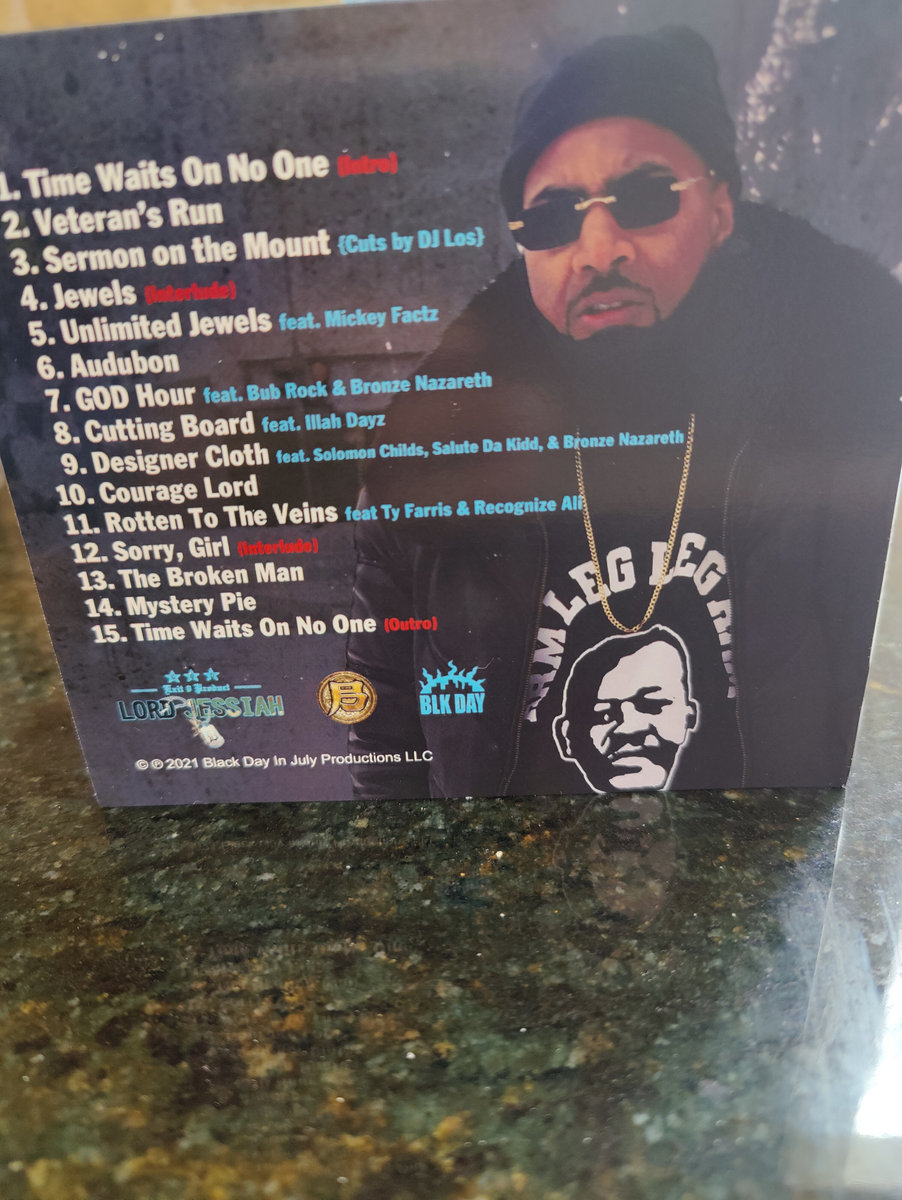 1. Time Waits On No One (Intro)
2. Veteran's Run
3. Sermon on the Mount {Cuts by DJ Los}
4. Jewels (Interlude)
5. Unlimited Jewels feat. Mickey Factz
6. Audubon
7. GOD Hour feat. Bub Rock & Bronze Nazareth
8. Cutting Board feat. Illah Dayz
9. Designer Cloth feat. Solomon Childs, Salute Da Kidd, & Bronze Nazareth
10. Courage Lord
11. Rotten To The Veins feat Ty Farris & Recognize Ali
12. Sorry, Girl (Interlude)
13. The Broken Man
14. Mystery Pie
15. Time Waits On No One (Outro)
LEG LEG
Product
LORD JESSIAH
BLK DAY
© ℗ 2021 Black Day In July Productions LLC